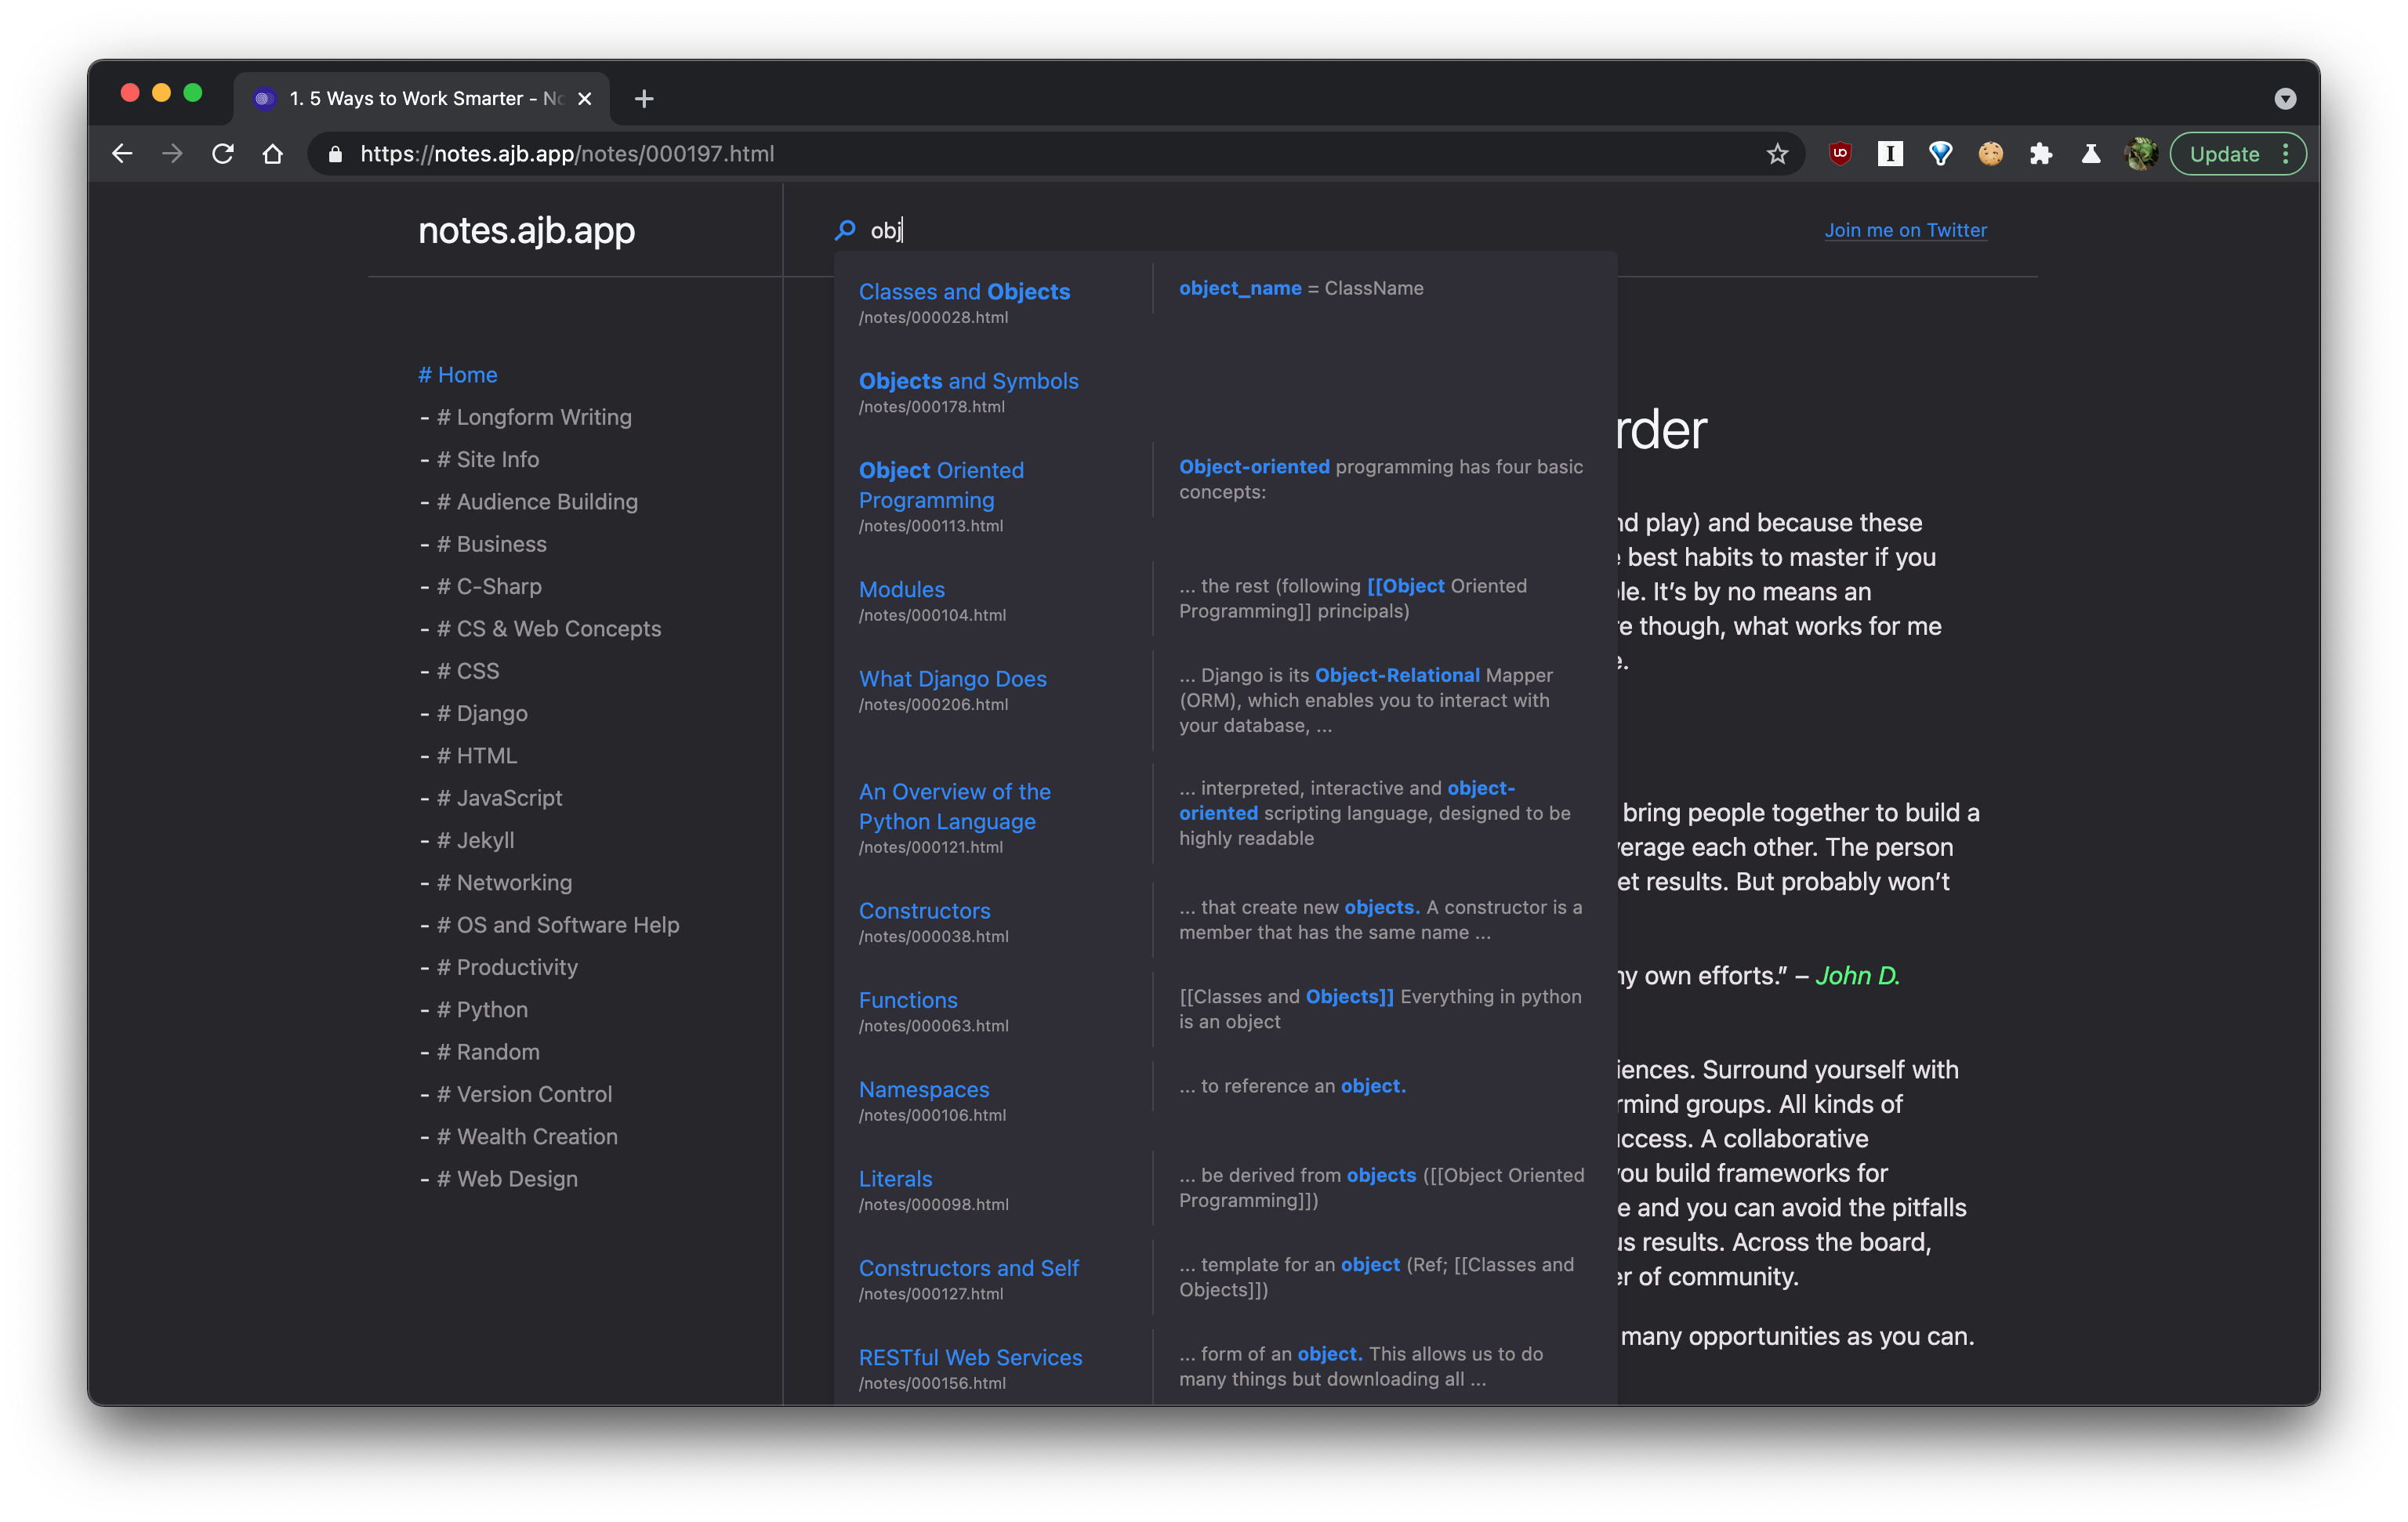 1. 5 Ways to Work Smarter - No
https://notes.ajb.app/notes/000197.html
Update
notes.ajb.app
obj
Join me on Twitter
# Home
- # Longform Writing
- # Site Info
- # Audience Building
- # Business
- # C-Sharp
- # CS & Web Concepts
- # CSS
- # Django
- # HTML
- # JavaScript
- # Jekyll
- # Networking
- # OS and Software Help
- # Productivity
- # Python
- # Random
- # Version Control
- # Wealth Creation
- # Web Design
Classes and Objects
/notes/000028.html
object_name = ClassName
Objects and Symbols
/notes/000178.html
Object Oriented
Programming
/notes/000113.html
Object-oriented programming has four basic
concepts:
Modules
/notes/000104.html
... the rest (following [[Object Oriented
Programming]] principals)
What Django Does
/notes/000206.html
... Django is its Object-Relational Mapper
(ORM), which enables you to interact with
your database, ...
An Overview of the
Python Language
/notes/000121.html
... interpreted, interactive and object-
oriented scripting language, designed to be
highly readable
Constructors
/notes/000038.html
... that create new objects. A constructor is a
member that has the same name ...
Functions
/notes/000063.html
[[Classes and Objects]] Everything in python
is an object
Namespaces
/notes/000106.html
... to reference an object.
Literals
/notes/000098.html
... be derived from objects ([[Object Oriented
Programming]])
Constructors and Self
/notes/000127.html
... template for an object (Ref; [[Classes and
Objects]])
RESTful Web Services
/notes/000156.html
... form of an object. This allows us to do
many things but downloading all ...
rder
nd play) and because these
best habits to master if you
le. It’s by no means an
re though, what works for me
e.
bring people together to build a
verage each other. The person
et results. But probably won’t
ny own efforts.” – John D.
iences. Surround yourself with
rmind groups. All kinds of
uccess. A collaborative
you build frameworks for
e and you can avoid the pitfalls
us results. Across the board,
er of community.
many opportunities as you can.